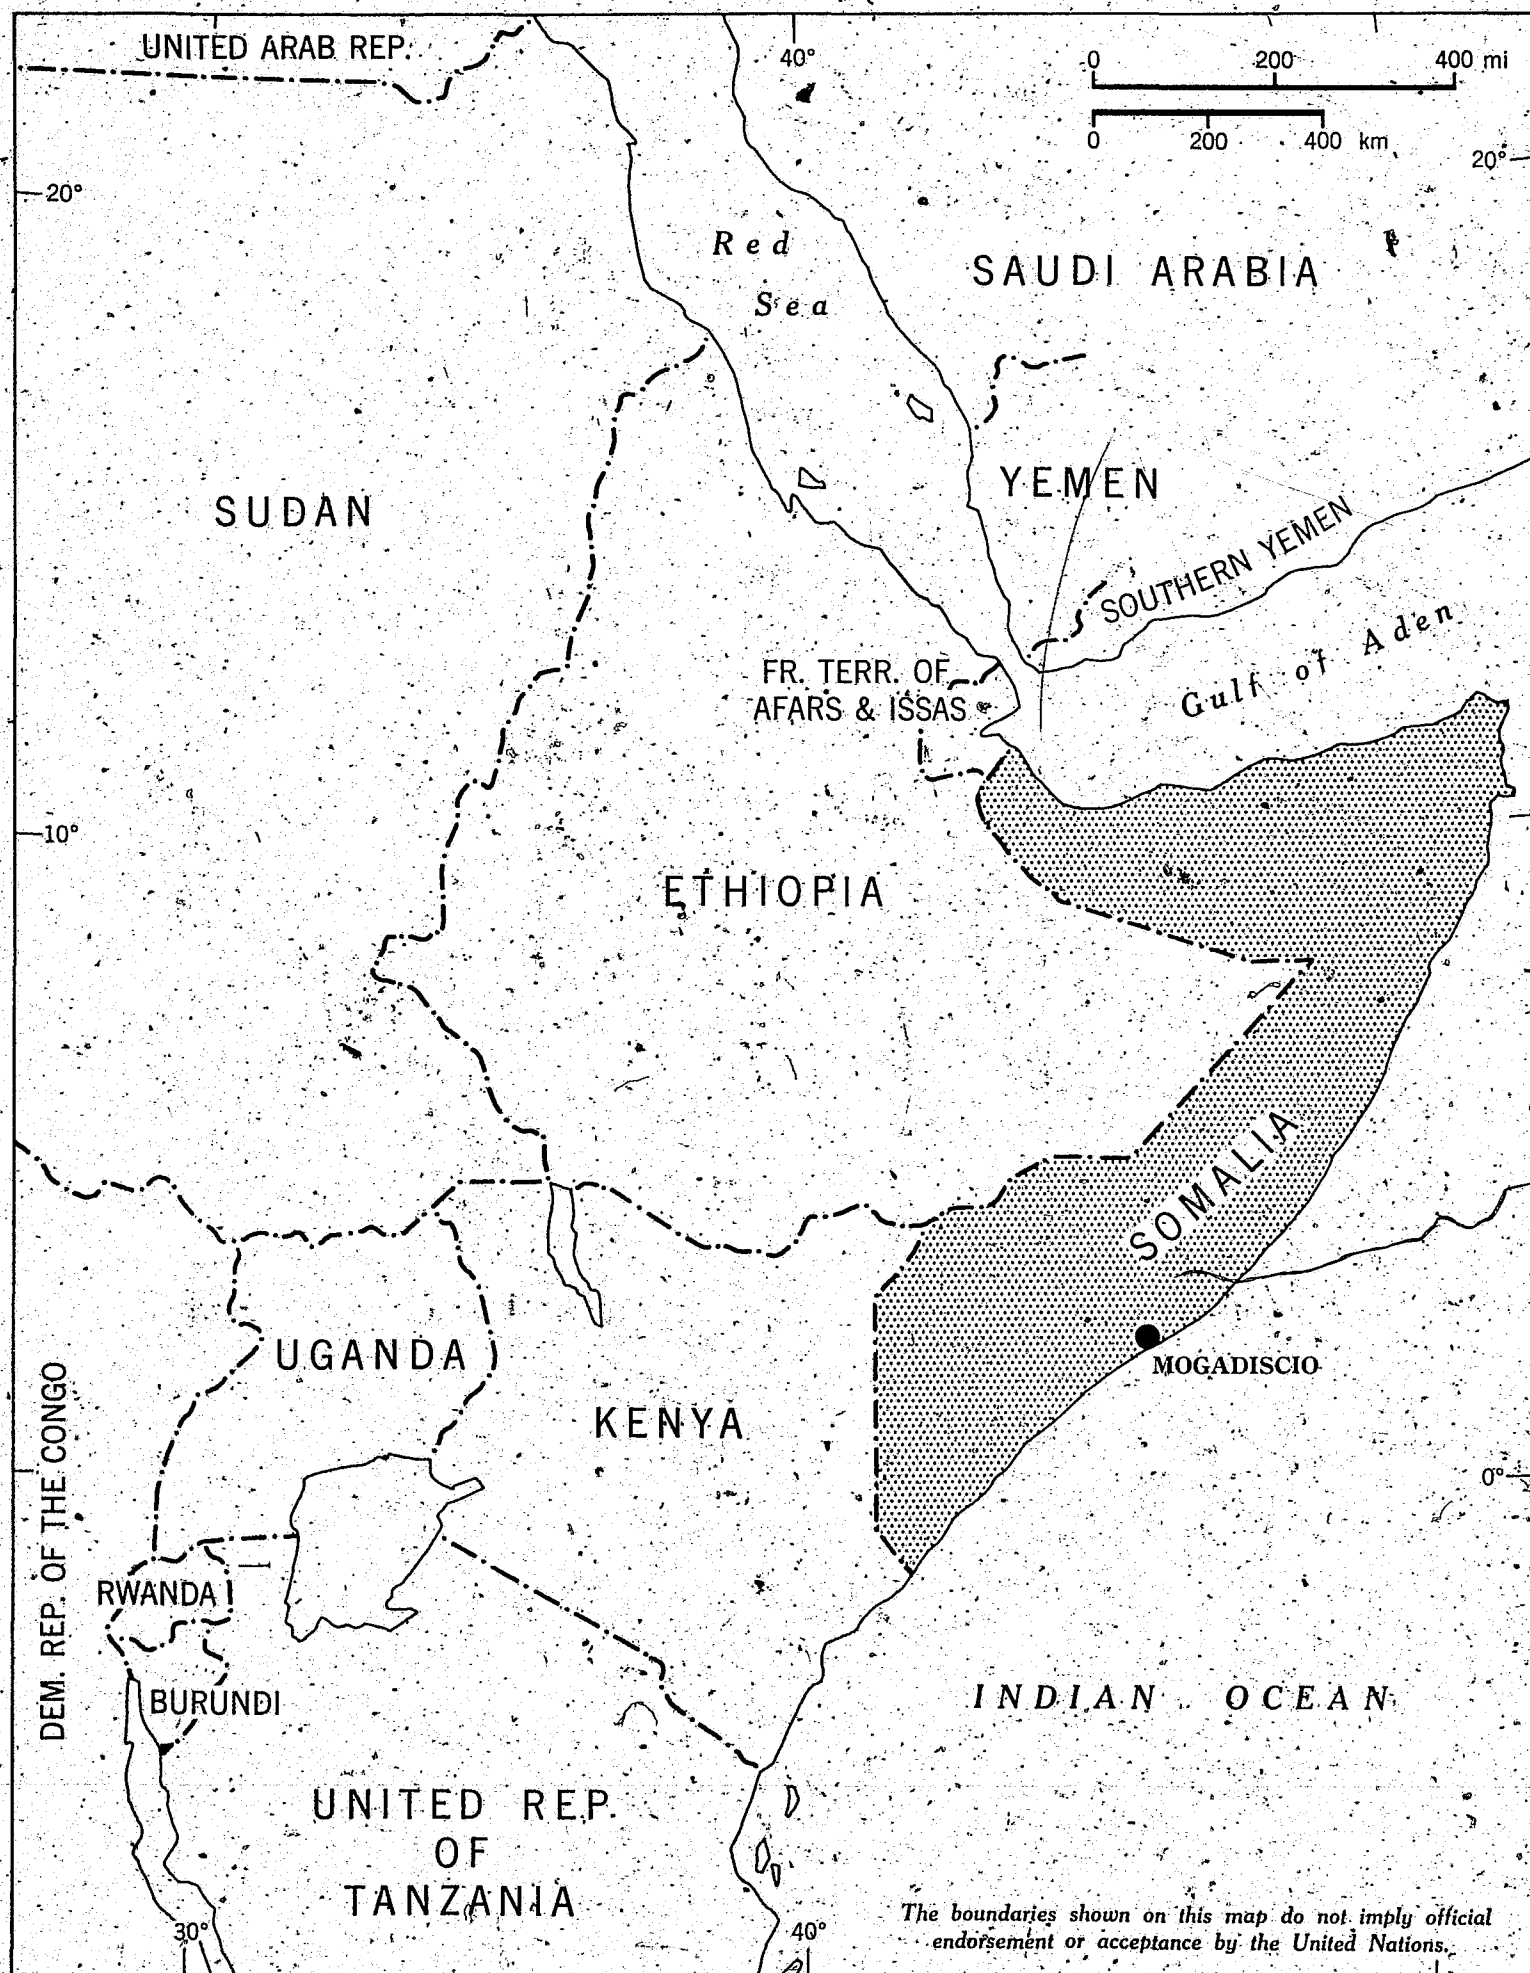 UNITED ARAB REP.
40°
0 200 400 mi
0 200 400 km
20°
20°
Red
Sea
SAUDI ARABIA
YEMEN
SUDAN
SOUTHERN YEMEN
Gulf of Aden
FR. TERR. OF
AFARS & ISSAS
10°
ETHIOPIA
SOMALIA
UGANDA
MOGADISCIO
KENYA
DEM. REP. OF THE CONGO
0°
RWANDA
BURUNDI
INDIAN OCEAN
UNITED REP.
OF
TANZANIA
30°
40°
The boundaries shown on this map do not imply official
endorsement or acceptance by the United Nations.